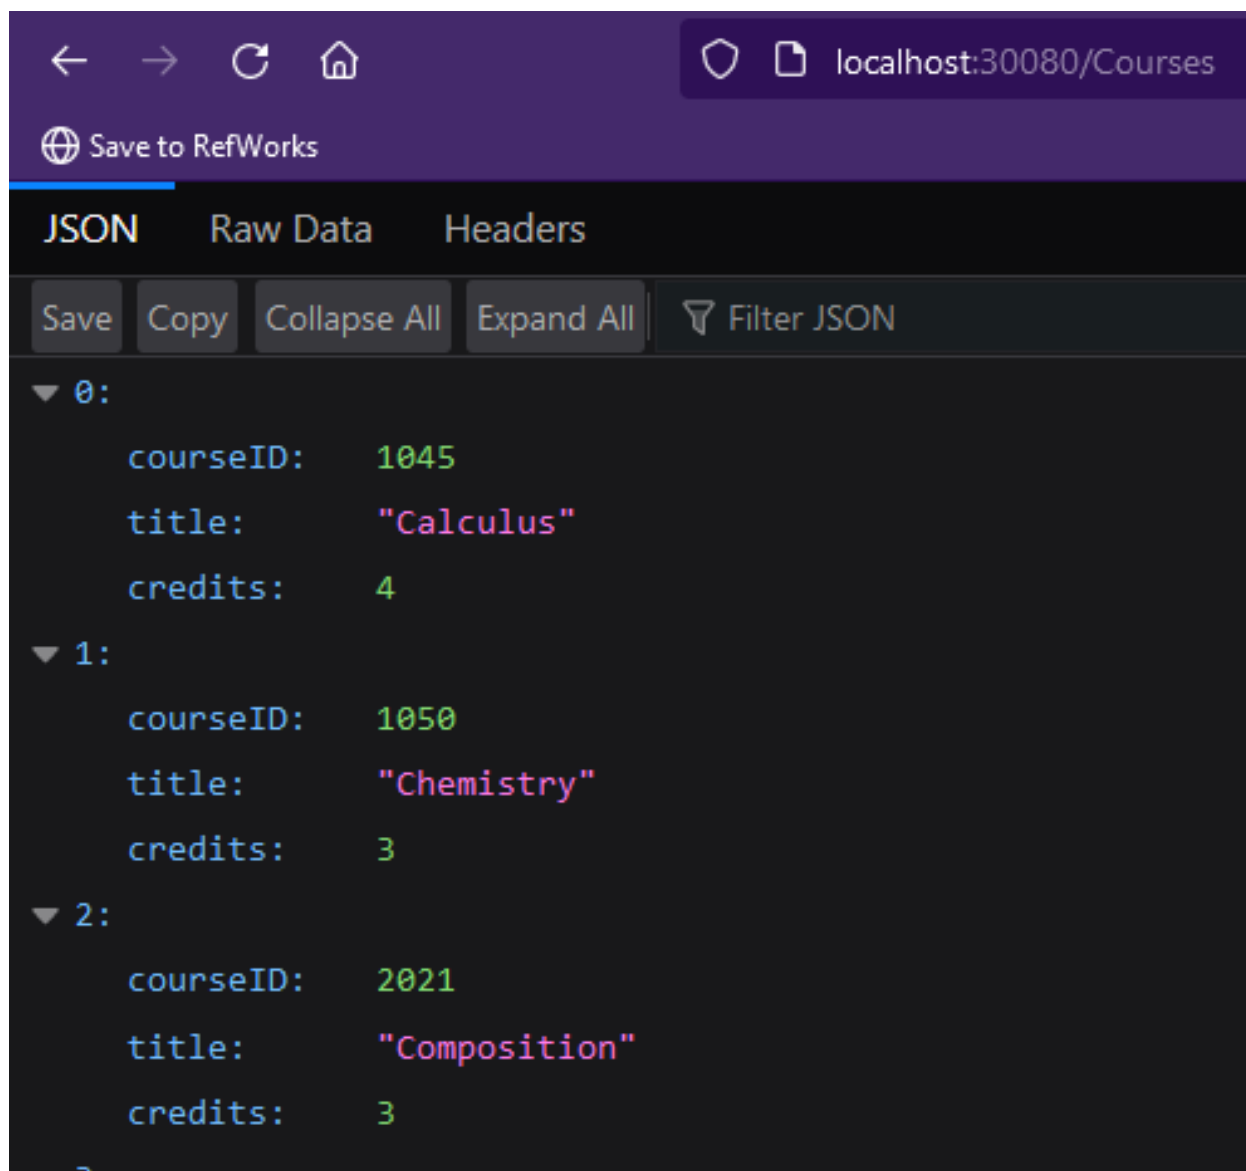 localhost:30080/Courses
Save to RefWorks
JSON Raw Data Headers
Save Copy Collapse All Expand All Filter JSON
0:
courseID: 1045
title: "Calculus"
credits: 4
1:
courseID: 1050
title: "Chemistry"
credits: 3
2:
courseID: 2021
title: "Composition"
credits: 3